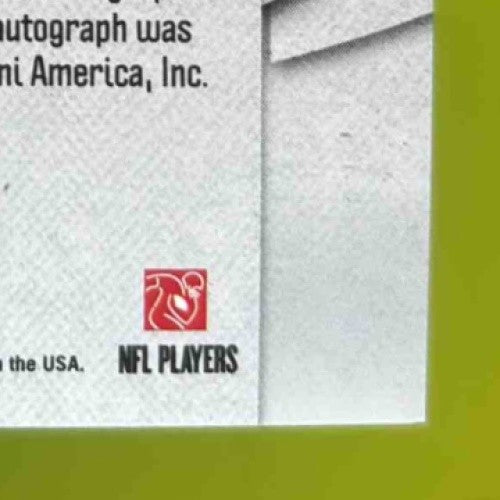 autograph was
ni America, Inc.
the USA.
NFL PLAYERS